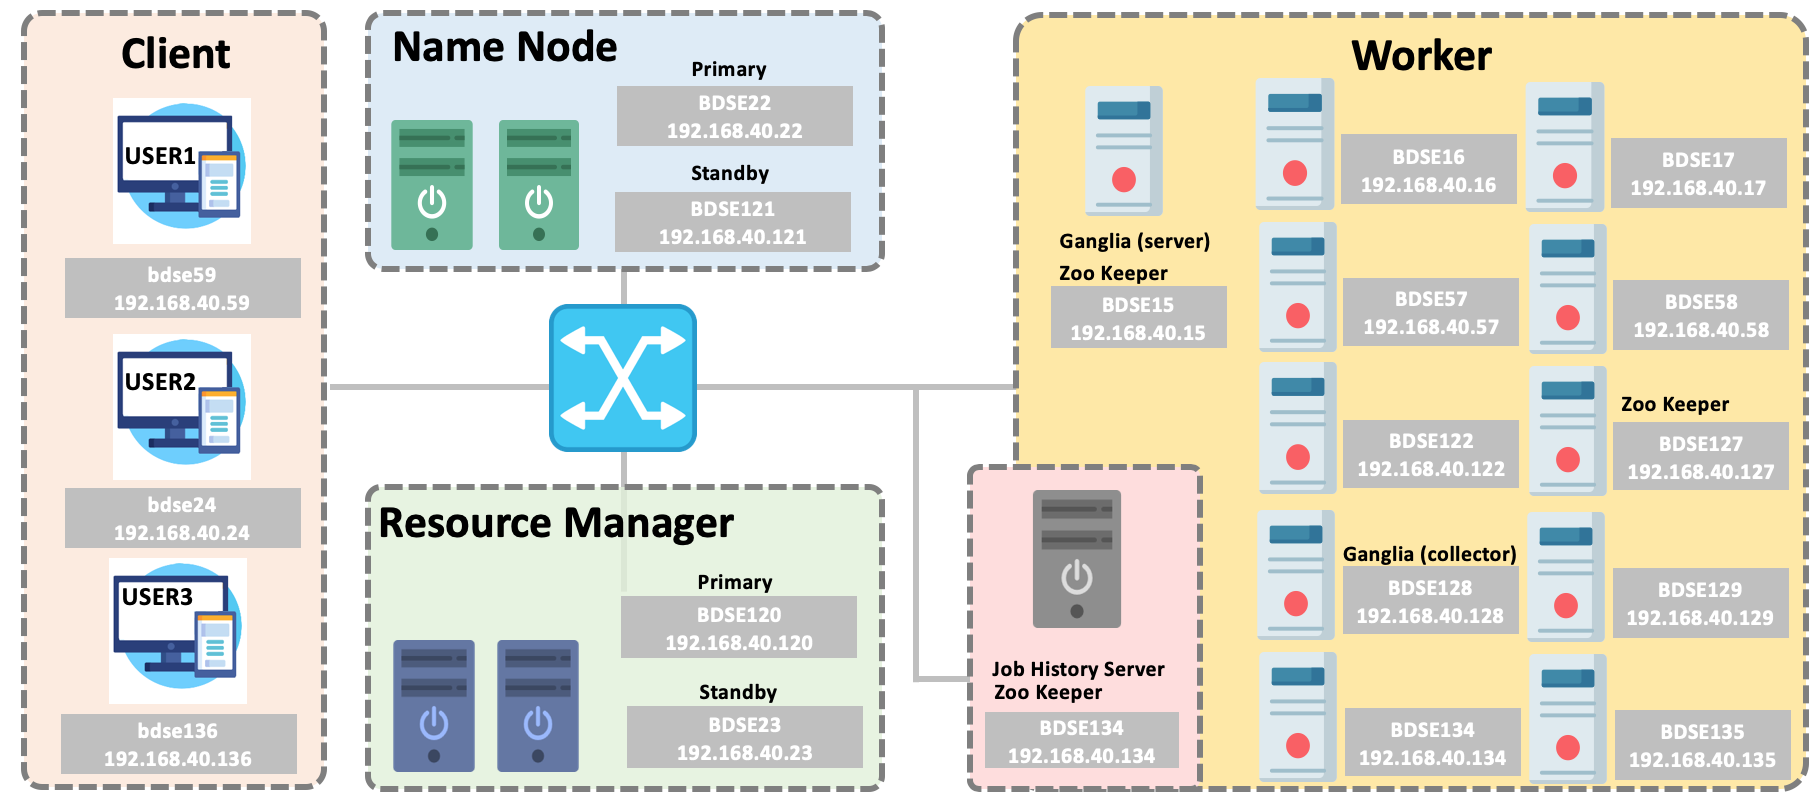 Client
USER1
bdse59
192.168.40.59
USER2
bdse24
192.168.40.24
USER3
bdse136
192.168.40.136
Name Node
Primary
BDSE22
192.168.40.22
Standby
BDSE121
192.168.40.121
Resource Manager
Primary
BDSE120
192.168.40.120
Standby
BDSE23
192.168.40.23
Worker
Ganglia (server)
Zoo Keeper
BDSE15
192.168.40.15
BDSE16
192.168.40.16
BDSE17
192.168.40.17
BDSE57
192.168.40.57
BDSE58
192.168.40.58
BDSE122
192.168.40.122
Zoo Keeper
BDSE127
192.168.40.127
Ganglia (collector)
BDSE128
192.168.40.128
BDSE129
192.168.40.129
BDSE134
192.168.40.134
BDSE135
192.168.40.135
Job History Server
Zoo Keeper
BDSE134
192.168.40.134